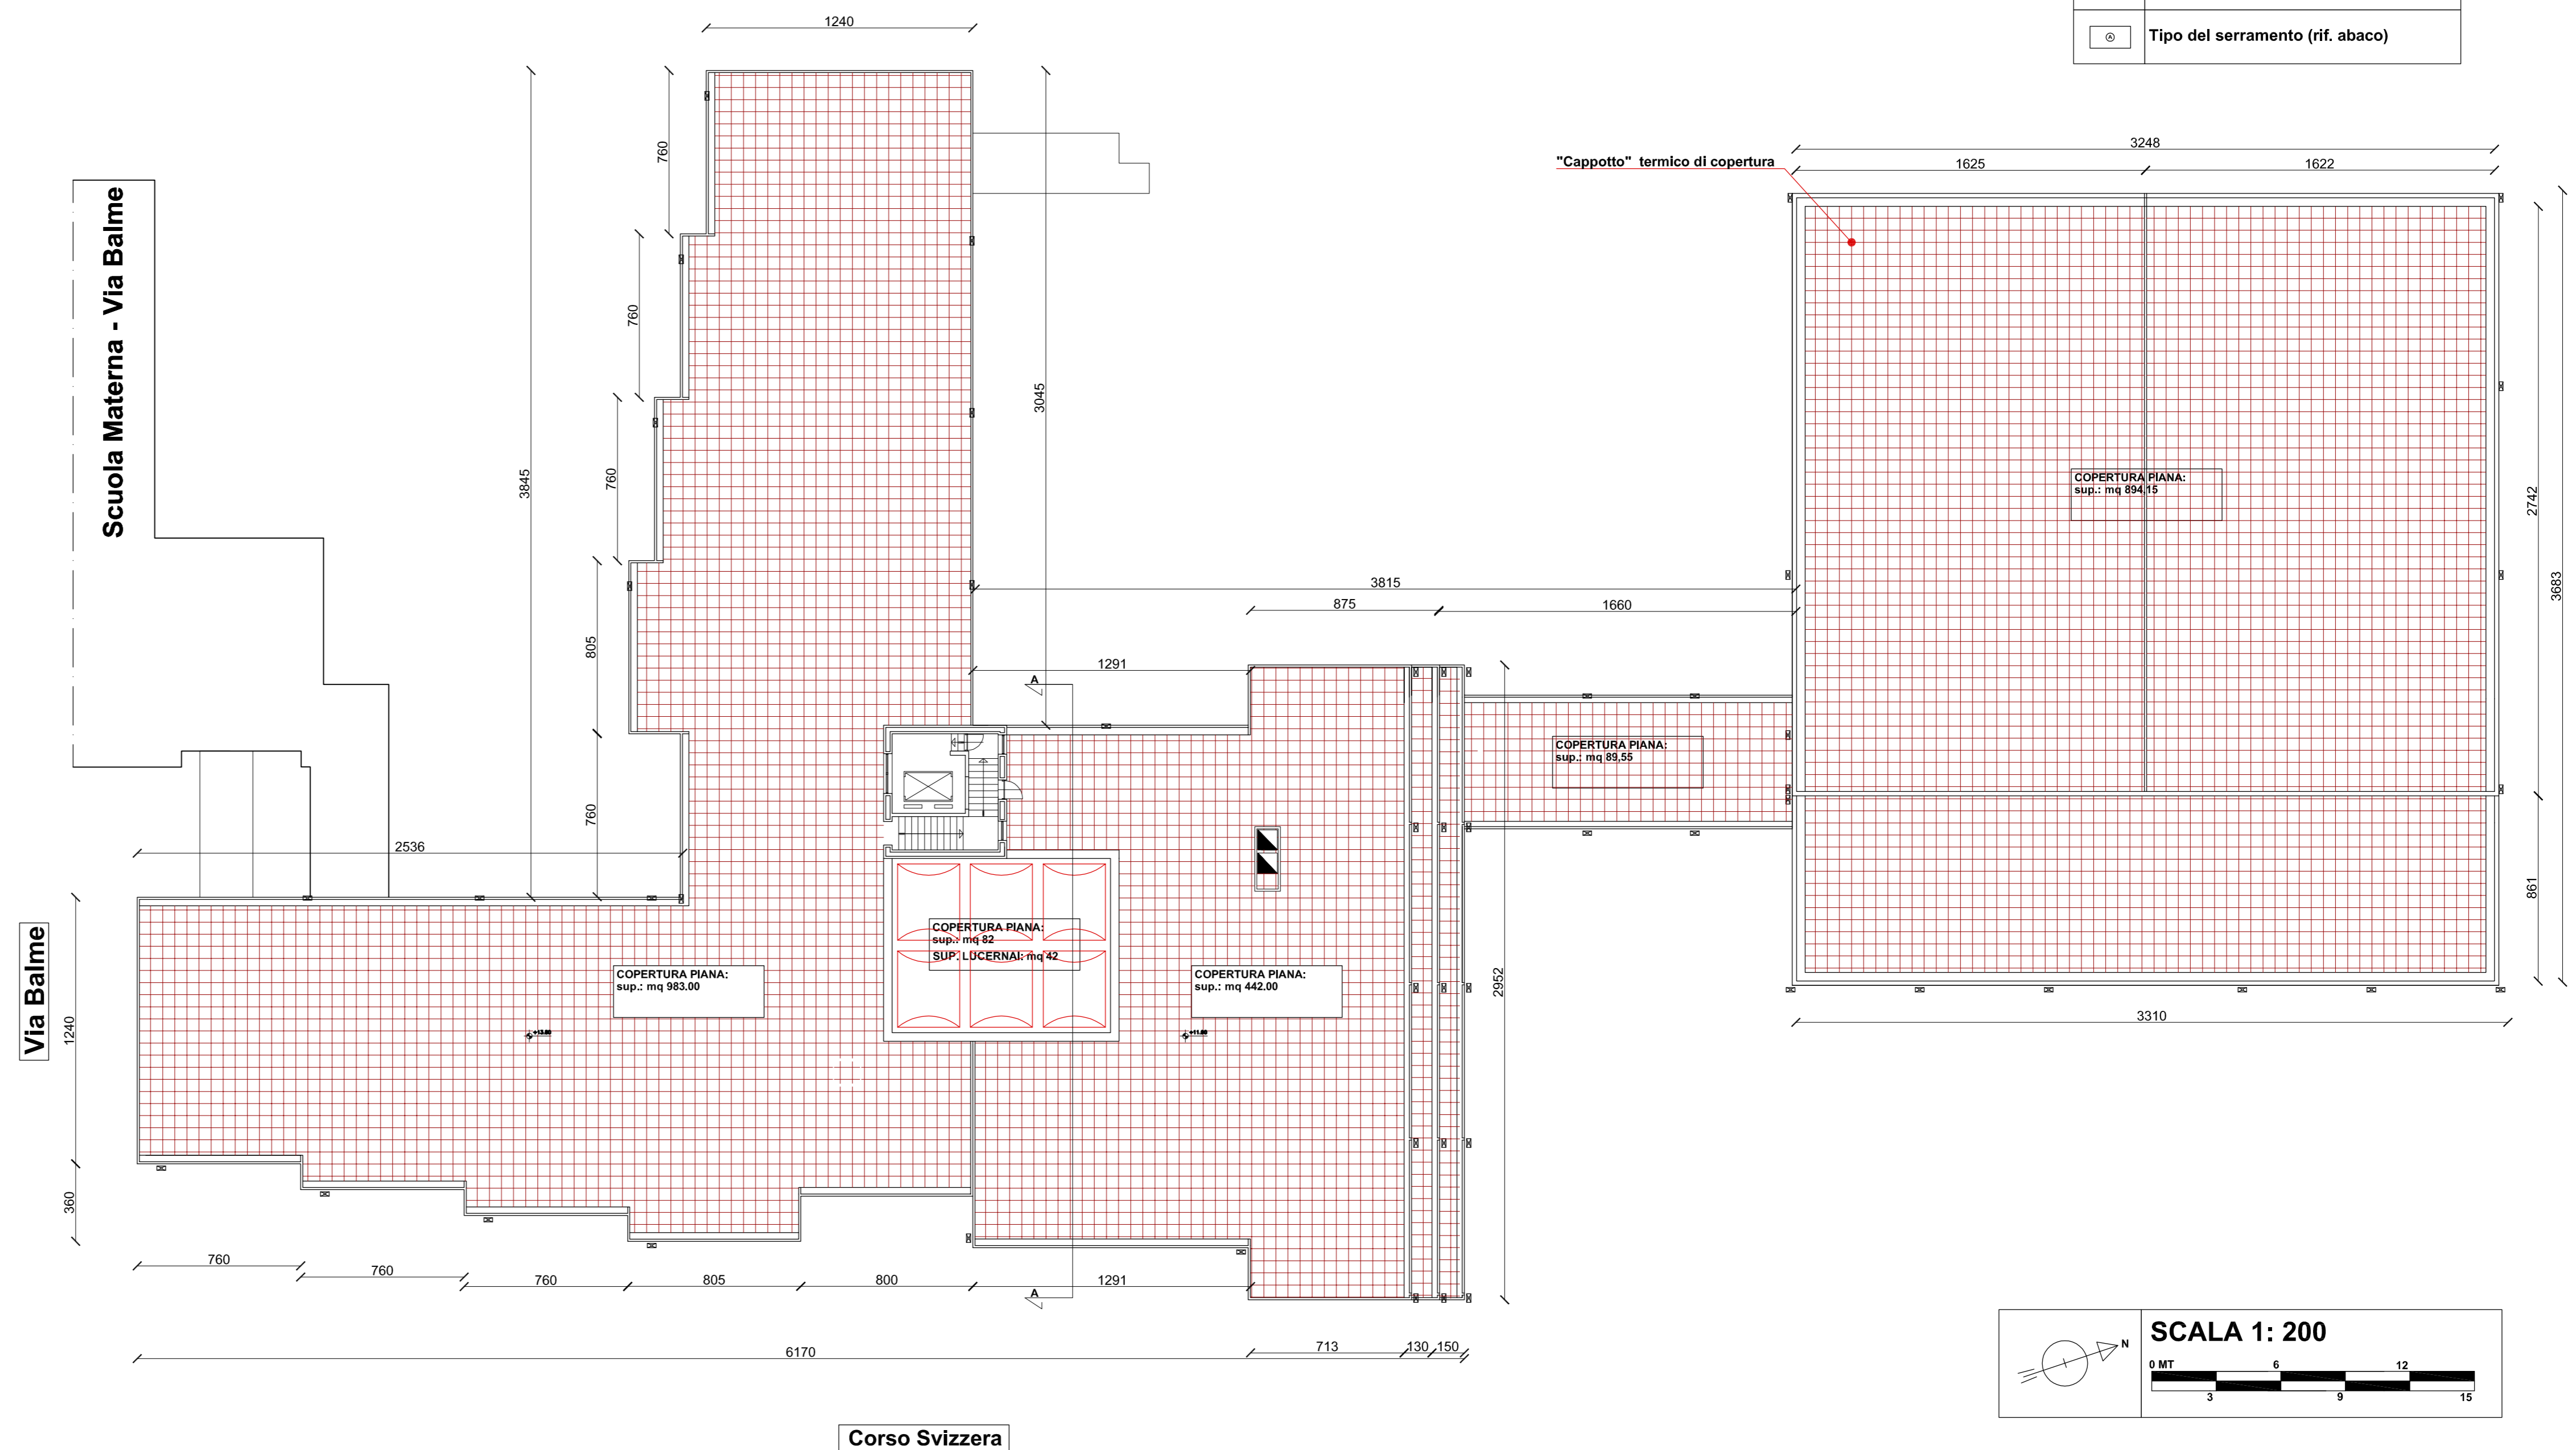 1240
Ⓐ
Tipo del serramento (rif. abaco)
Scuola Materna - Via Balme
760
760
760
805
760
3845
3045
"Cappotto" termico di copertura
3248
1625
1622
COPERTURA PIANA:
sup.: mq 894,15
2742
3683
861
3310
3815
875
1660
1291
A
COPERTURA PIANA:
sup.: mq 89,55
2536
Via Balme
1240
360
COPERTURA PIANA:
sup.: mq 82
SUP. LUCERNAI: mq 42
COPERTURA PIANA:
sup.: mq 983.00
COPERTURA PIANA:
sup.: mq 442.00
2952
760
760
760
805
800
1291
A
713
130
150
6170
N
SCALA 1: 200
0 MT
6
12
3
9
15
Corso Svizzera